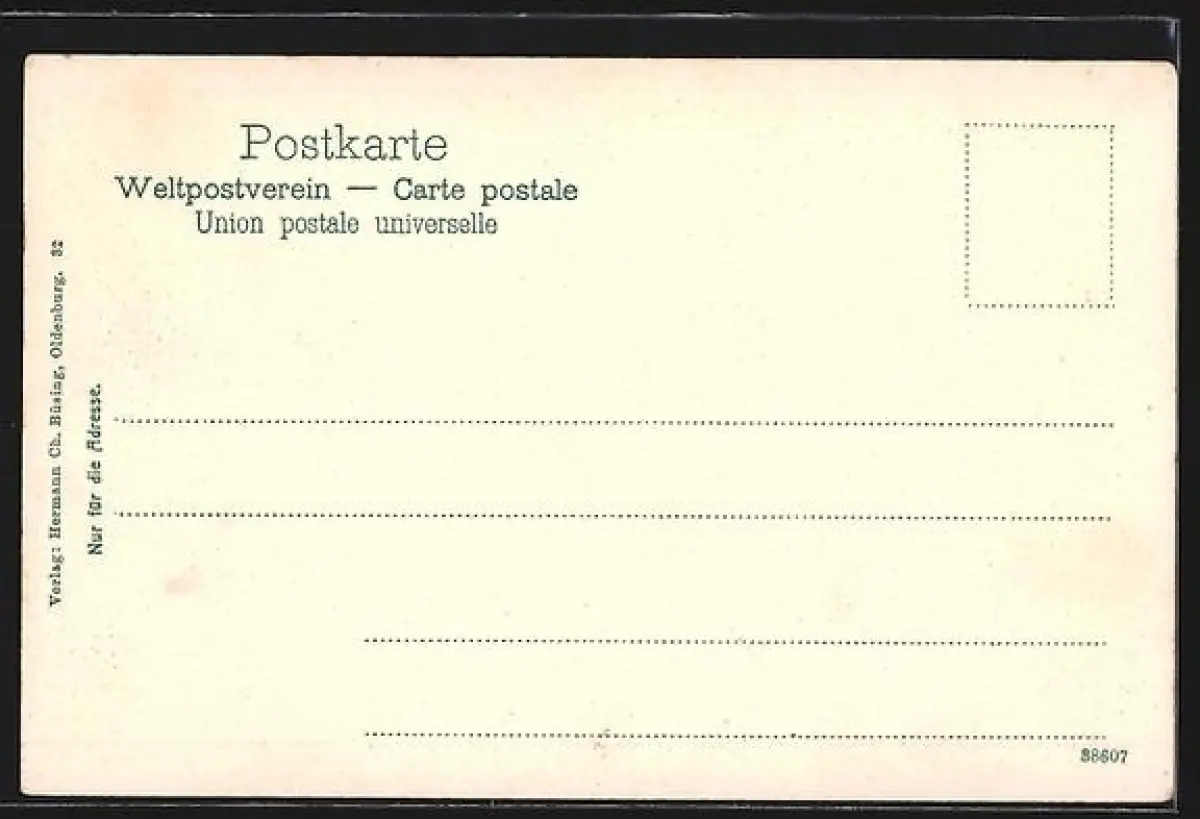 Postkarte
Weltpostverein — Carte postale
Union postale universelle
Verlag: Hermann Ch. Büsing, Oldenburg. 32
Nur für die Adresse.
38607